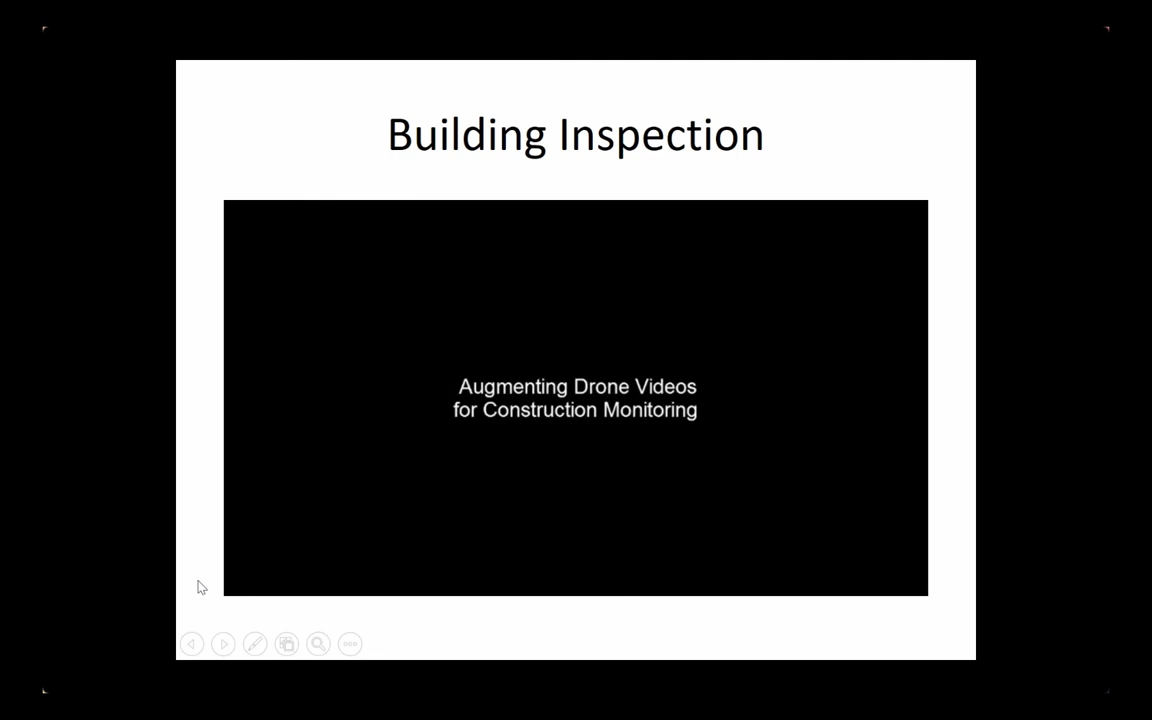 Building Inspection
Augmenting Drone Videos
for Construction Monitoring